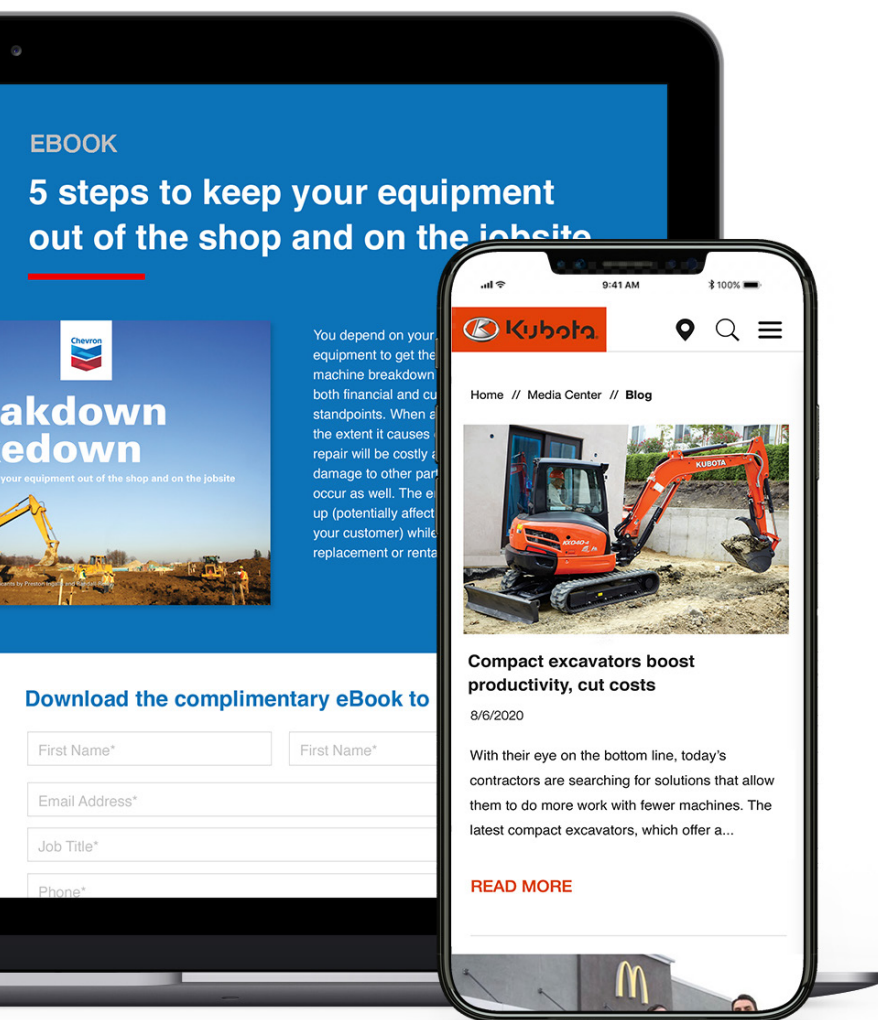 EBOOK
5 steps to keep your equipment
out of the shop and on the jobsite
Chevron
akdown
edown
your equipment out of the shop and on the jobsite
You depend on your
equipment to get the
machine breakdown
both financial and cu
standpoints. When a
the extent it causes
repair will be costly a
damage to other par
occur as well. The e
up (potentially affect
your customer) while
replacement or renta
Download the complimentary eBook to
First Name*
First Name*
Email Address*
Job Title*
Phone*
9:41 AM
100%
Kubota
Home // Media Center // Blog
KUBOTA
KX040-4
Compact excavators boost
productivity, cut costs
8/6/2020
With their eye on the bottom line, today's
contractors are searching for solutions that allow
them to do more work with fewer machines. The
latest compact excavators, which offer a...
READ MORE